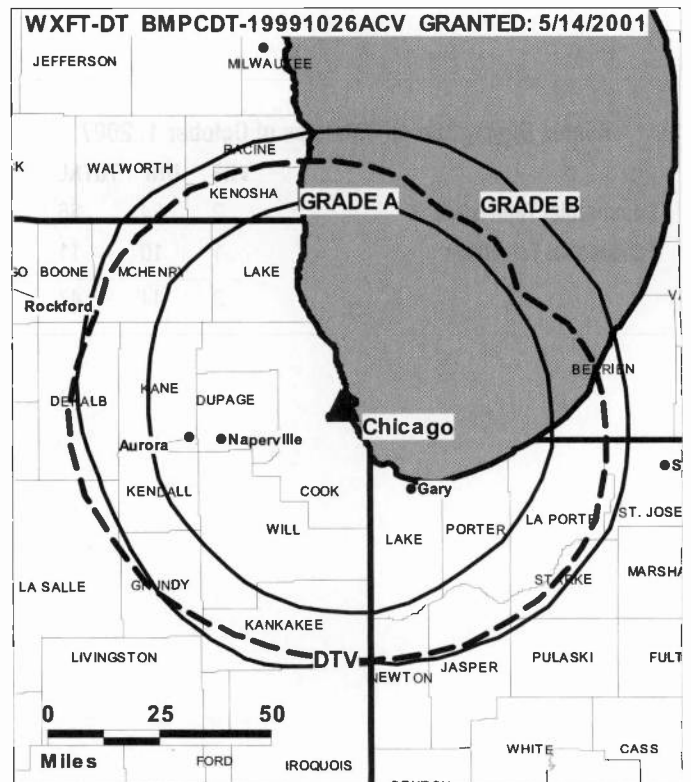 WXFT-DT BMPCDT-19991026ACV GRANTED: 5/14/2001
JEFFERSON
MILWAUKEE
RACINE
WALWORTH
KENOSHA
GRADE A
GRADE B
BOONE
MCHENRY
LAKE
Rockford
BERRIEN
KANE
DEKALB
DUPAGE
Chicago
Aurora
Naperville
KENDALL
COOK
Gary
WILL
LAKE
PORTER
LA PORTE
ST. JOSE
LA SALLE
GRUNDY
STARKE
MARSHA
KANKAKEE
LIVINGSTON
DTV
NEWTON
JASPER
PULASKI
FULT
0 25 50
Miles
FORD
IROQUOIS
WHITE
CASS